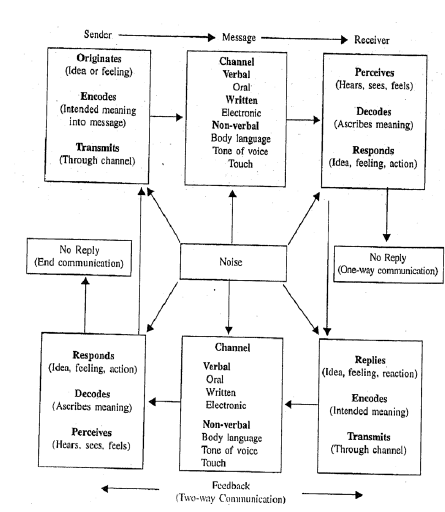 Sender Message Receiver
Originates
(Idea or feeling)
Encodes
(Intended meaning
into message)
Transmits
(Through channel)
Channel
Verbal
Oral
Written
Electronic
Non-verbal
Body language
Tone of voice
Touch
Perceives
(Hears, sees, feels)
Decodes
(Ascribes meaning)
Responds
(Idea, feeling, action)
No Reply
(End communication)
Noise
No Reply
(One-way communication)
Responds
(Idea, feeling, action)
Decodes
(Ascribes meaning)
Perceives
(Hears, sees, feels)
Channel
Verbal
Oral
Written
Electronic
Non-verbal
Body language
Tone of voice
Touch
Replies
(Idea, feeling, reaction)
Encodes
(Intended meaning)
Transmits
(Through channel)
Feedback
(Two-way Communication)